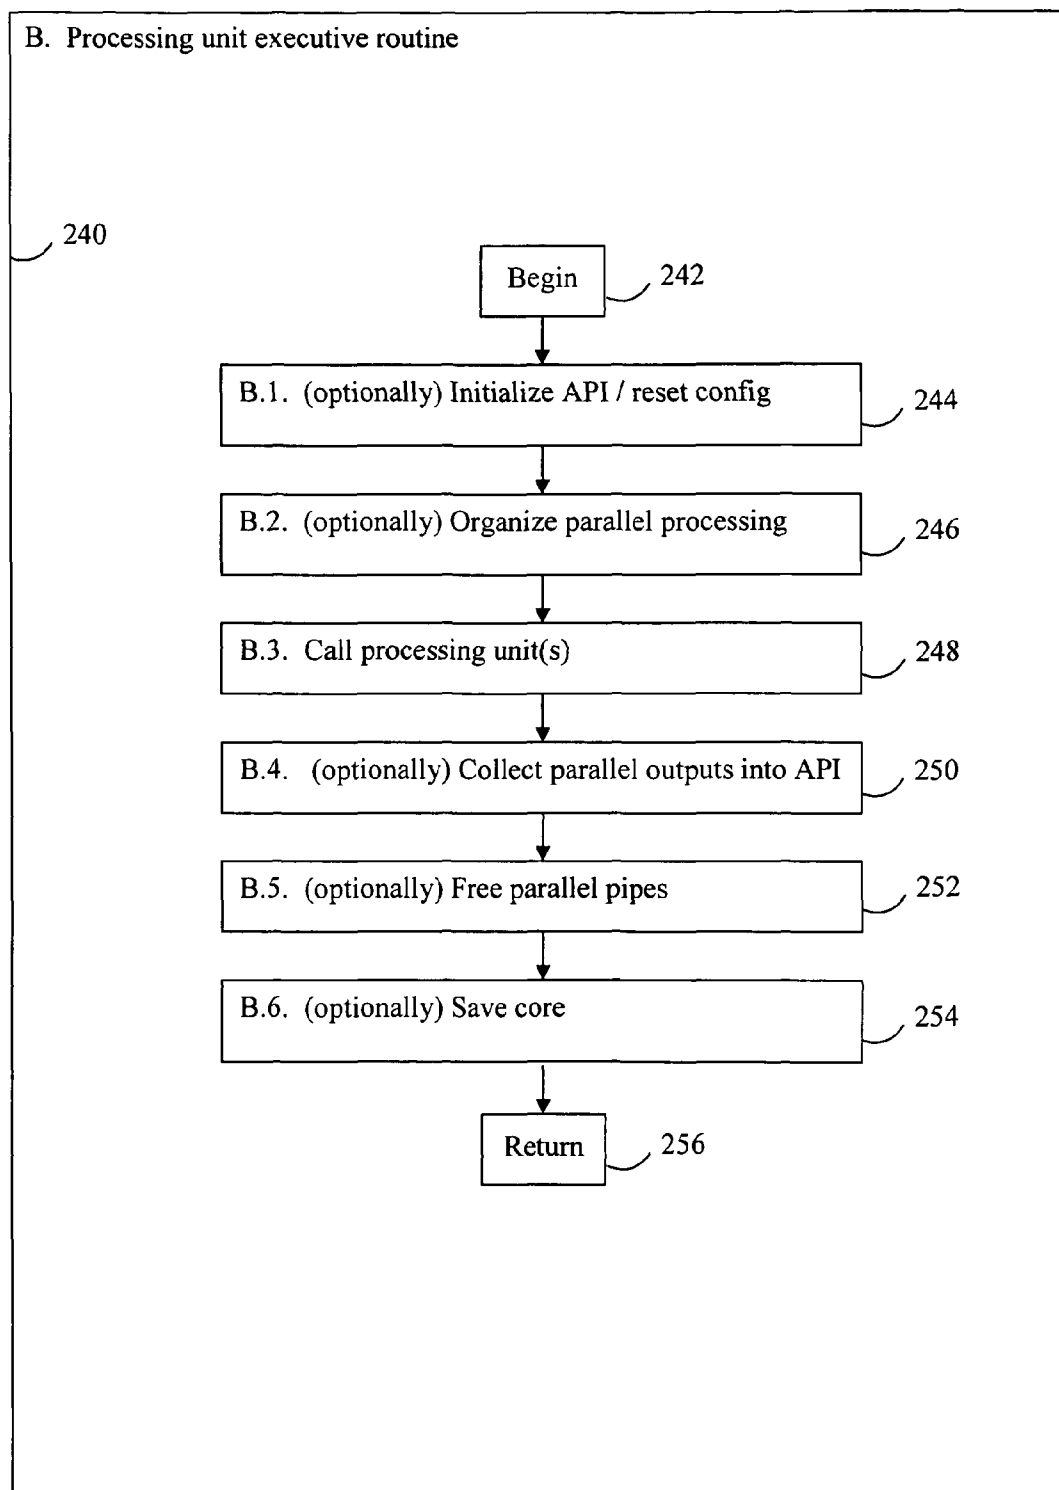 B. Processing unit executive routine
240
Begin
242
B.1. (optionally) Initialize API / reset config
244
B.2. (optionally) Organize parallel processing
246
B.3. Call processing unit(s)
248
B.4. (optionally) Collect parallel outputs into API
250
B.5. (optionally) Free parallel pipes
252
B.6. (optionally) Save core
254
Return
256